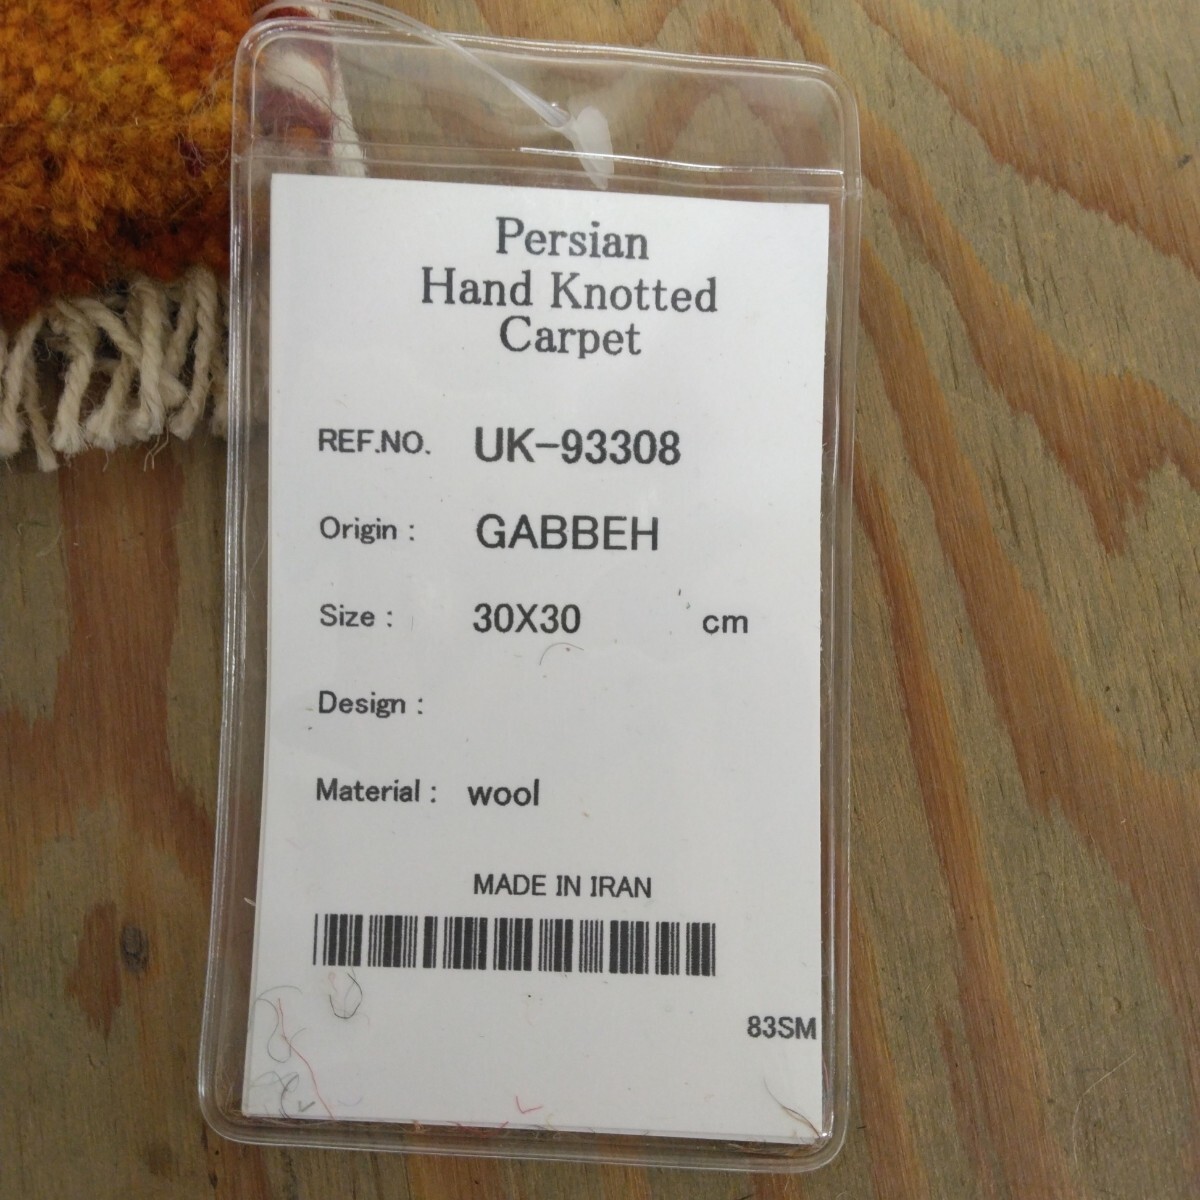 Persian
Hand Knotted
Carpet
REF.NO. UK-93308
Origin : GABBEH
Size : 30X30 cm
Design :
Material : wool
MADE IN IRAN
83SM